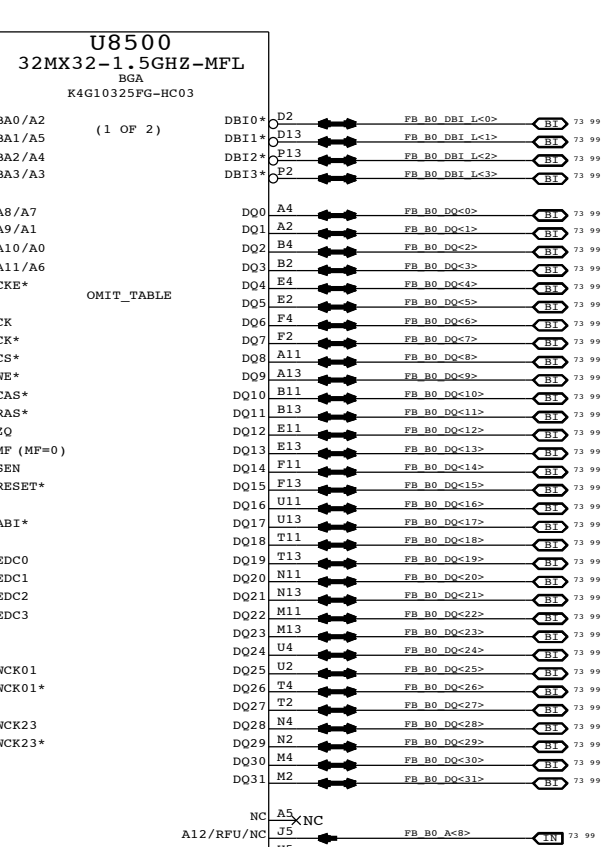 U8500
32MX32-1.5GHZ-MFL
BGA
K4G10325FG-HC03
(1 OF 2)
BA0/A2 DBI0* D2 FB_B0_DBI_L<0> BI 73 99
BA1/A5 DBI1* D13 FB_B0_DBI_L<1> BI 73 99
BA2/A4 DBI2* P13 FB_B0_DBI_L<2> BI 73 99
BA3/A3 DBI3* P2 FB_B0_DBI_L<3> BI 73 99
A8/A7 DQ0 A4 FB_B0_DQ<0> BI 73 99
A9/A1 DQ1 A2 FB_B0_DQ<1> BI 73 99
A10/A0 DQ2 B4 FB_B0_DQ<2> BI 73 99
A11/A6 DQ3 B2 FB_B0_DQ<3> BI 73 99
CKE* DQ4 E4 FB_B0_DQ<4> BI 73 99
OMIT_TABLE DQ5 E2 FB_B0_DQ<5> BI 73 99
CK DQ6 F4 FB_B0_DQ<6> BI 73 99
CK* DQ7 F2 FB_B0_DQ<7> BI 73 99
CS* DQ8 A11 FB_B0_DQ<8> BI 73 99
WE* DQ9 A13 FB_B0_DQ<9> BI 73 99
CAS* DQ10 B11 FB_B0_DQ<10> BI 73 99
RAS* DQ11 B13 FB_B0_DQ<11> BI 73 99
ZQ DQ12 E11 FB_B0_DQ<12> BI 73 99
MF (MF=0) DQ13 E13 FB_B0_DQ<13> BI 73 99
SEN DQ14 F11 FB_B0_DQ<14> BI 73 99
RESET* DQ15 F13 FB_B0_DQ<15> BI 73 99
DQ16 U11 FB_B0_DQ<16> BI 73 99
ABI* DQ17 U13 FB_B0_DQ<17> BI 73 99
DQ18 T11 FB_B0_DQ<18> BI 73 99
EDC0 DQ19 T13 FB_B0_DQ<19> BI 73 99
EDC1 DQ20 N11 FB_B0_DQ<20> BI 73 99
EDC2 DQ21 N13 FB_B0_DQ<21> BI 73 99
EDC3 DQ22 M11 FB_B0_DQ<22> BI 73 99
DQ23 M13 FB_B0_DQ<23> BI 73 99
DQ24 U4 FB_B0_DQ<24> BI 73 99
WCK01 DQ25 U2 FB_B0_DQ<25> BI 73 99
WCK01* DQ26 T4 FB_B0_DQ<26> BI 73 99
DQ27 T2 FB_B0_DQ<27> BI 73 99
WCK23 DQ28 N4 FB_B0_DQ<28> BI 73 99
WCK23* DQ29 N2 FB_B0_DQ<29> BI 73 99
DQ30 M4 FB_B0_DQ<30> BI 73 99
DQ31 M2 FB_B0_DQ<31> BI 73 99
NC A5 NC
A12/RFU/NC J5 FB_B0_A<8> IN 73 99